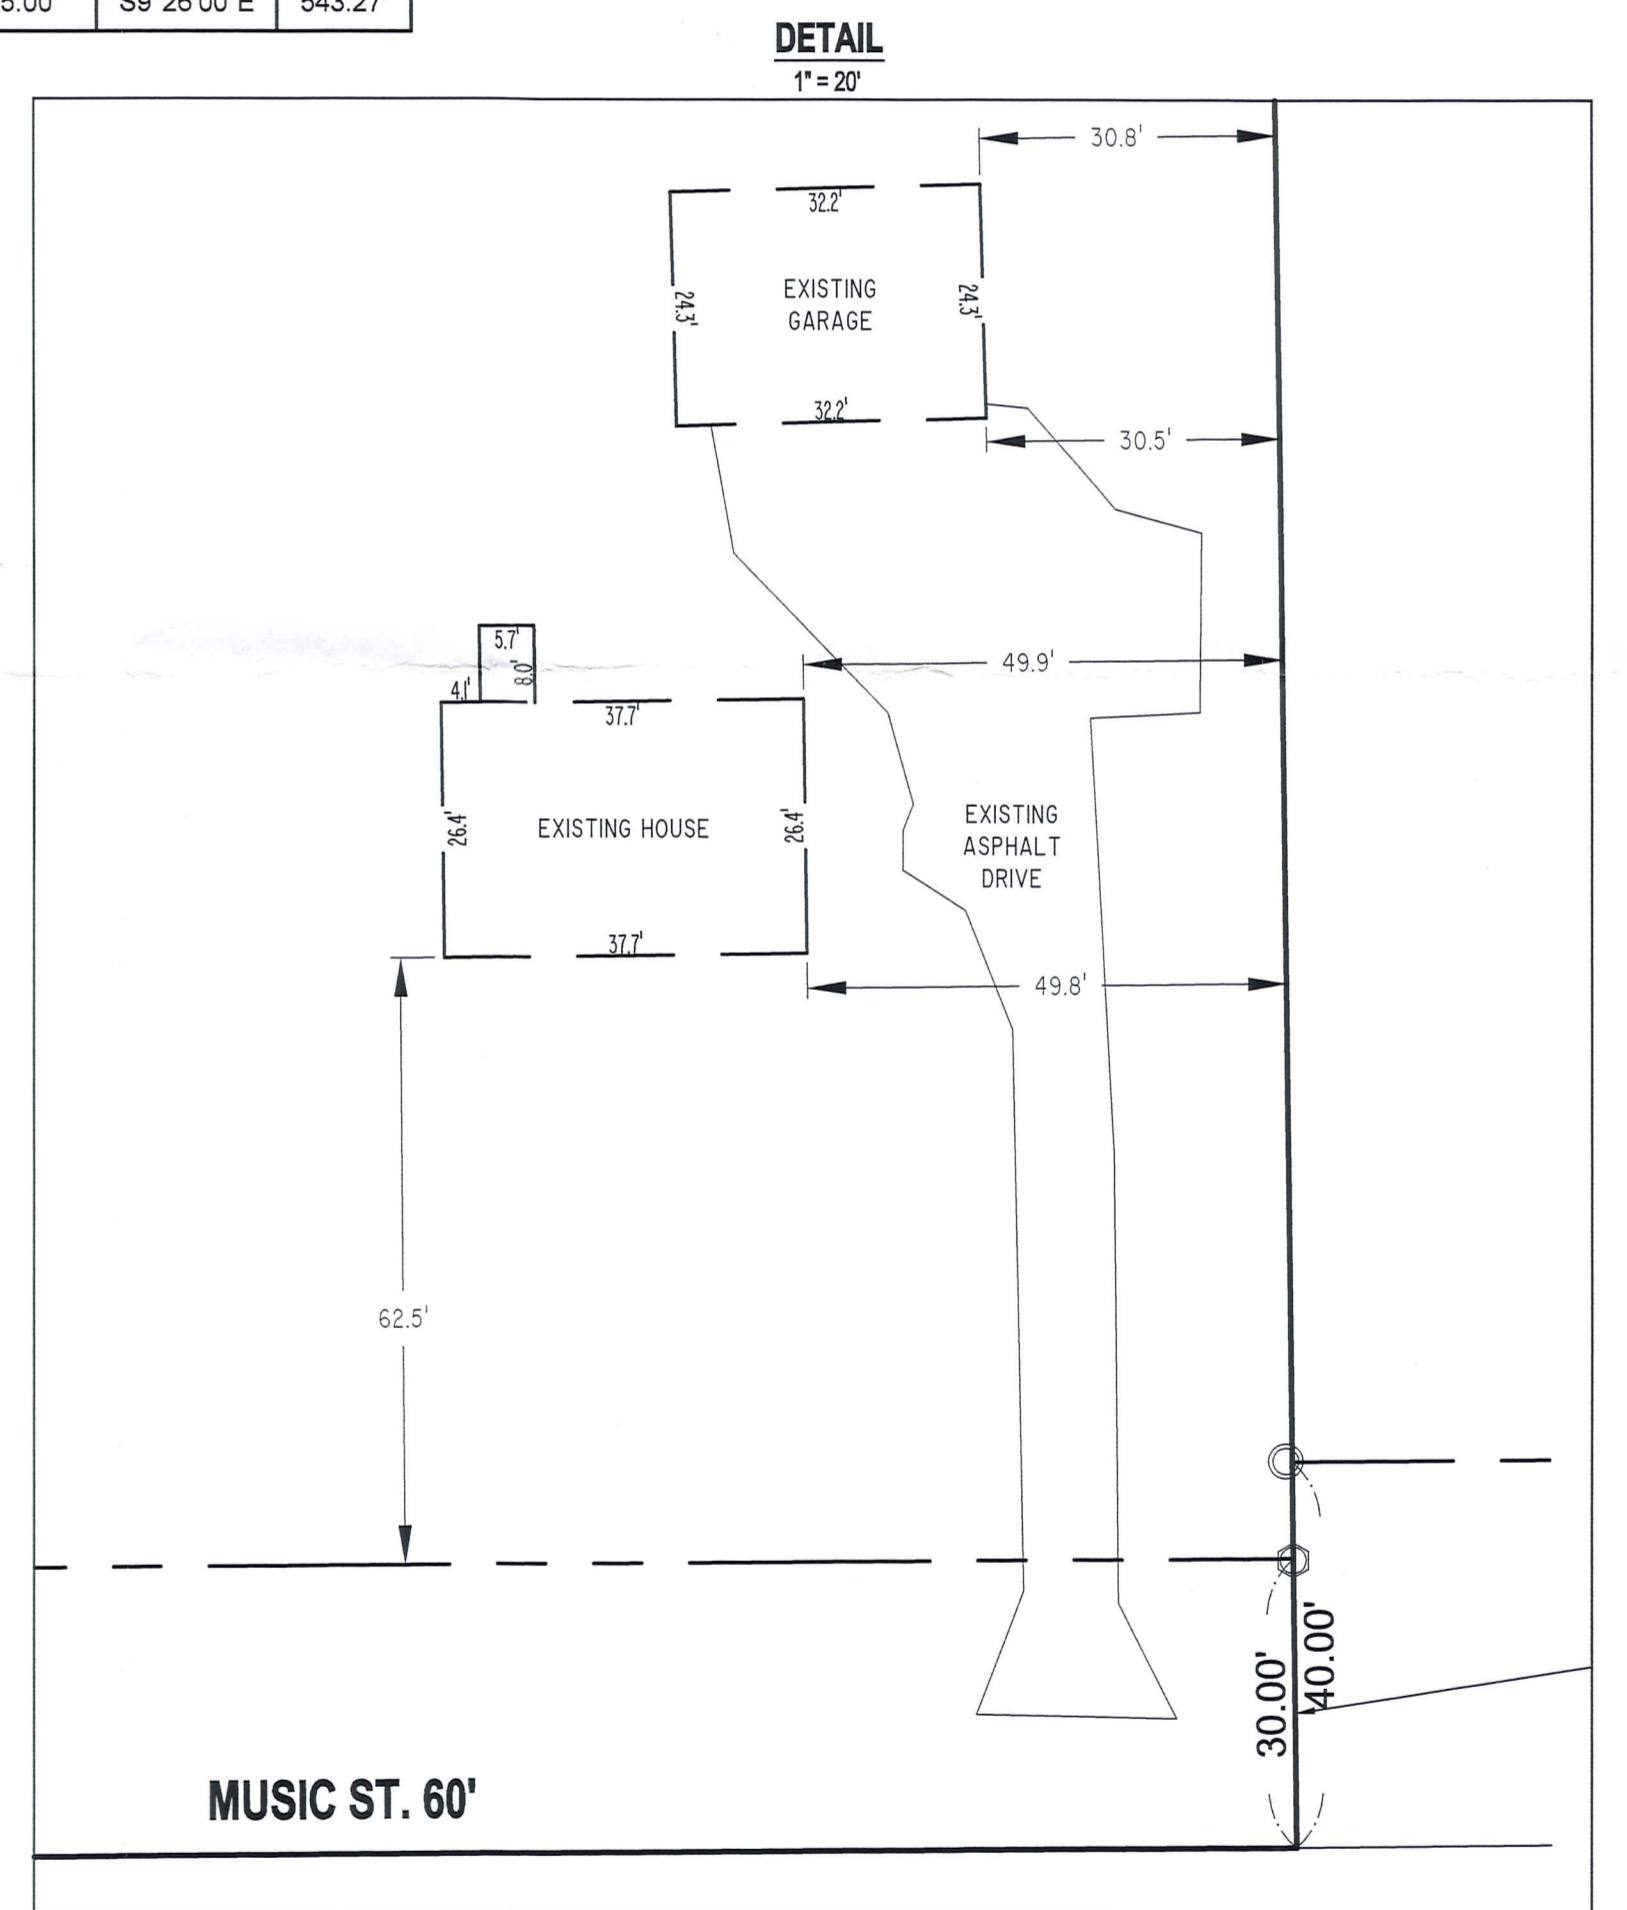 5.00 S9°26'00"E 543.27
DETAIL
1" = 20'
30.8'
32.2'
24.3'
EXISTING
GARAGE
24.3'
32.2'
30.5'
5.7'
8.0'
4.1'
49.9'
37.7'
26.4'
EXISTING HOUSE
26.4'
EXISTING
ASPHALT
DRIVE
37.7'
49.8'
62.5'
30.00'
40.00'
MUSIC ST. 60'